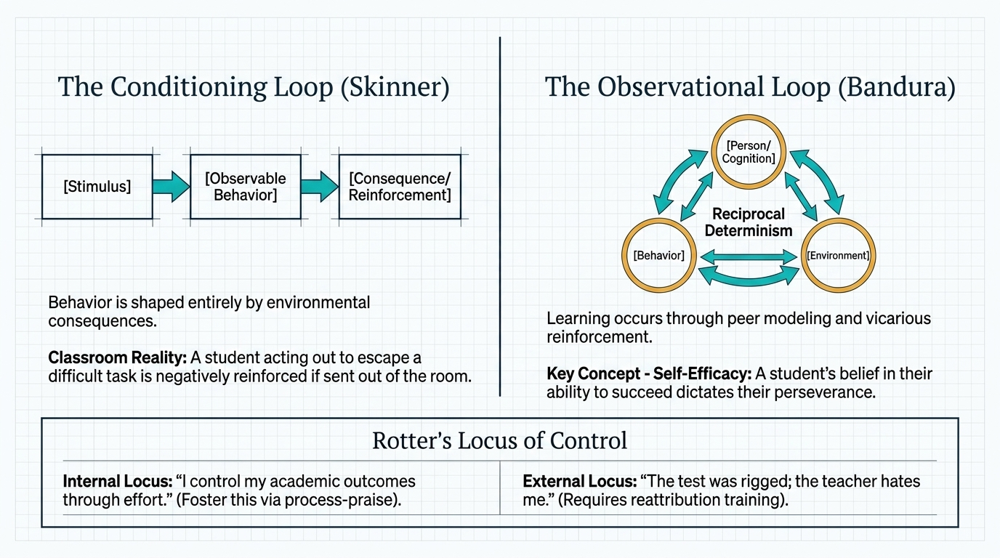 The Conditioning Loop (Skinner)
[Stimulus]
[Observable
Behavior]
[Consequence/
Reinforcement]
Behavior is shaped entirely by environmental
consequences.
Classroom Reality: A student acting out to escape a
difficult task is negatively reinforced if sent out of the room.
The Observational Loop (Bandura)
[Person/
Cognition]
Reciprocal
Determinism
[Behavior]
[Environment]
Learning occurs through peer modeling and vicarious
reinforcement.
Key Concept - Self-Efficacy: A student’s belief in their
ability to succeed dictates their perseverance.
Rotter’s Locus of Control
Internal Locus: “I control my academic outcomes
through effort.” (Foster this via process-praise).
External Locus: “The test was rigged; the teacher hates
me.” (Requires reattribution training).